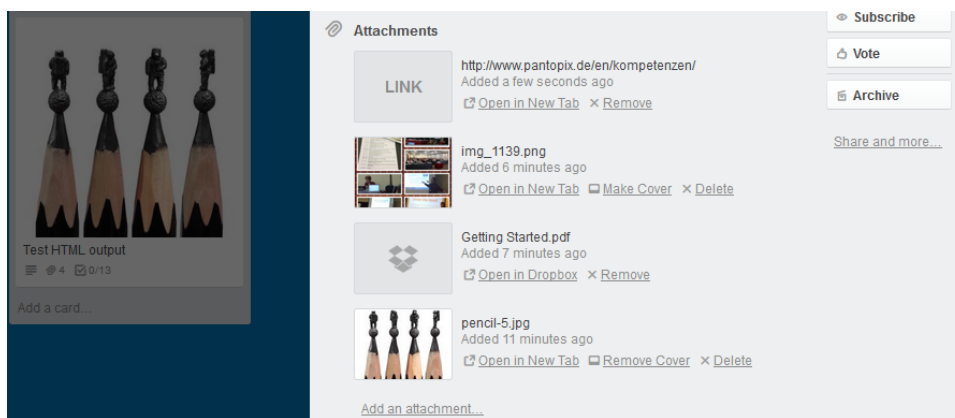 Test HTML output
4 0/13
Add a card...
Attachments
LINK
http://www.pantopix.de/en/kompetenzen/
Added a few seconds ago
Open in New Tab × Remove
img_1139.png
Added 6 minutes ago
Open in New Tab Make Cover × Delete
Getting Started.pdf
Added 7 minutes ago
Open in Dropbox × Remove
pencil-5.jpg
Added 11 minutes ago
Open in New Tab Remove Cover × Delete
Add an attachment...
Subscribe
Vote
Archive
Share and more...